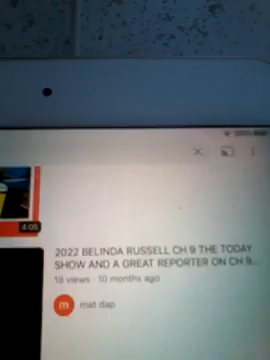 4:05
2022 BELINDA RUSSELL CH 9 THE TODAY
SHOW AND A GREAT REPORTER ON CH 9...
16 views · 10 months ago
m
mat dap